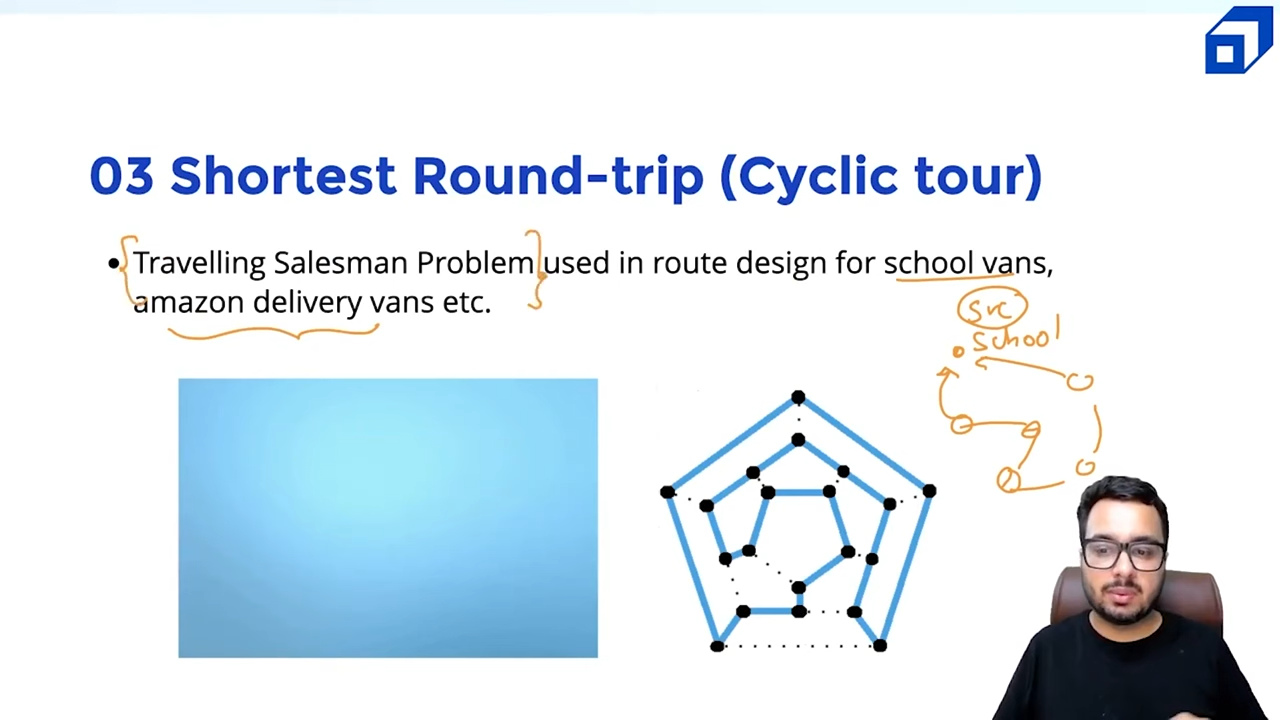 03 Shortest Round-trip (Cyclic tour)
• Travelling Salesman Problem used in route design for school vans,
amazon delivery vans etc.
src
school